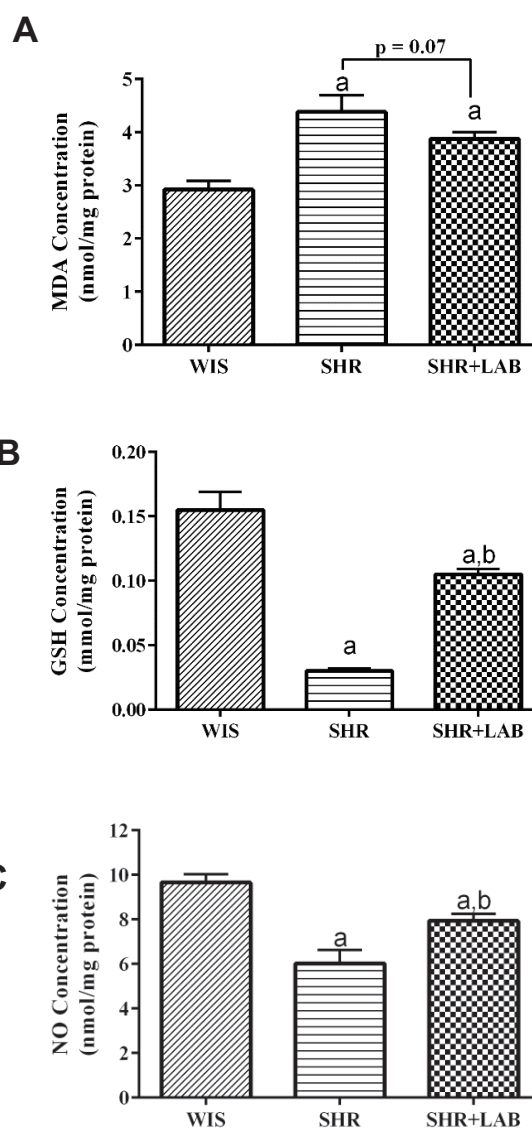 A
p = 0.07
MDA Concentration
(nmol/mg protein)
5
4
3
2
1
0
a
a
WIS SHR SHR+LAB
B
GSH Concentration
(mmol/mg protein)
0.20
0.15
0.10
0.05
0.00
a
a,b
WIS SHR SHR+LAB
C
NO Concentration
(nmol/mg protein)
12
10
8
6
4
2
0
a
a,b
WIS SHR SHR+LAB